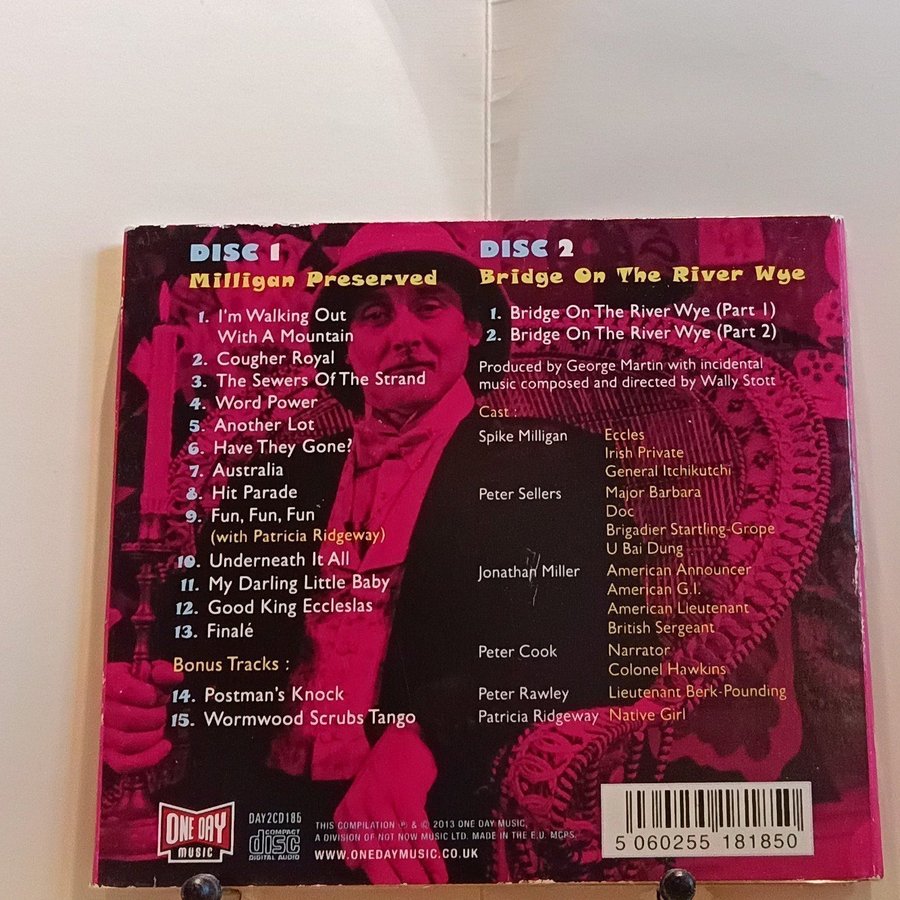 DISC 1
Milligan Preserved
1. I'm Walking Out
With A Mountain
2. Cougher Royal
3. The Sewers Of The Strand
4. Word Power
5. Another Lot
6. Have They Gone?
7. Australia
8. Hit Parade
9. Fun, Fun, Fun
(with Patricia Ridgeway)
10. Underneath It All
11. My Darling Little Baby
12. Good King Eccleslas
13. Finalé
Bonus Tracks :
14. Postman's Knock
15. Wormwood Scrubs Tango
DISC 2
Bridge On The River Wye
1. Bridge On The River Wye (Part 1)
2. Bridge On The River Wye (Part 2)
Produced by George Martin with incidental
music composed and directed by Wally Stott
Cast :
Spike Milligan Eccles
Irish Private
General Itchikutchi
Peter Sellers Major Barbara
Doc
Brigadier Startling-Grope
U Bai Dung
Jonathan Miller American Announcer
American G.I.
American Lieutenant
British Sergeant
Peter Cook Narrator
Colonel Hawkins
Peter Rawley Lieutenant Berk-Pounding
Patricia Ridgeway Native Girl
ONE DAY
MUSIC
DAY2CD185
COMPACT
disc
DIGITAL AUDIO
THIS COMPILATION ℗ & © 2013 ONE DAY MUSIC,
A DIVISION OF NOT NOW MUSIC LTD. MADE IN THE E.U. MCPS.
WWW.ONEDAYMUSIC.CO.UK
5 060255 181850